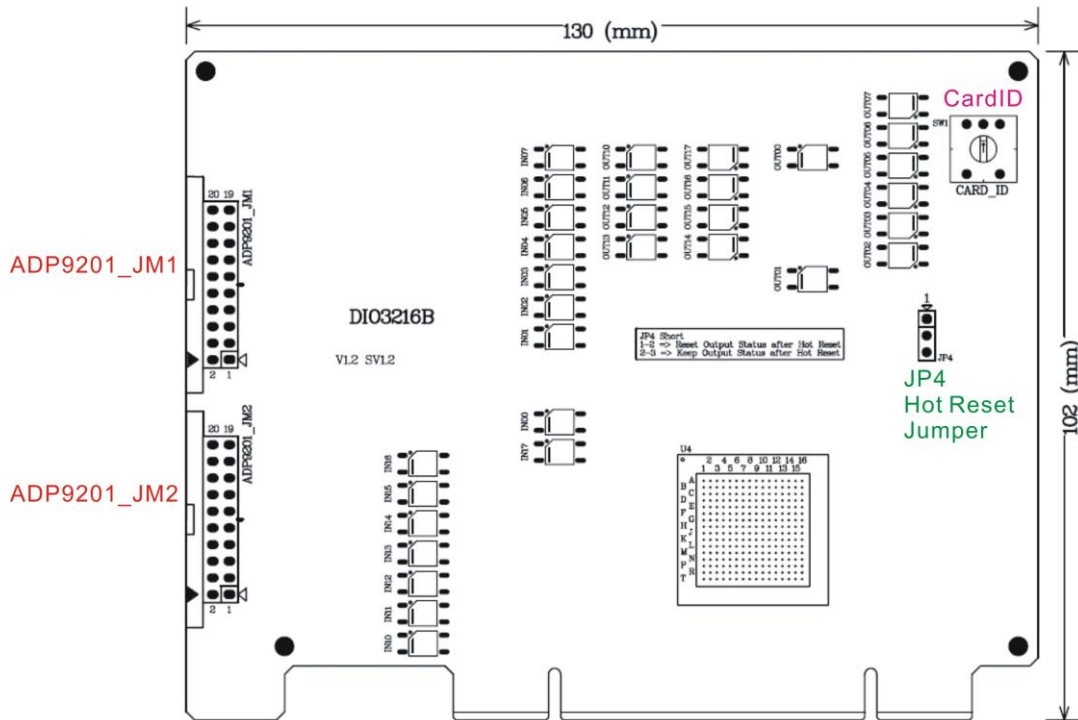 130 (mm)
102 (mm)
CardID
SW1
CARD_ID
OUT07
OUT06
OUT05
OUT04
OUT03
OUT02
IN07
IN06
IN05
IN04
IN03
IN02
IN01
OUT10
OUT11
OUT12
OUT13
OUT17
OUT16
OUT15
OUT14
OUT00
OUT01
20 19
ADP9201_JM1
2 1
ADP9201_JM1
DIO3216B
V1.2 SV1.2
JP4 Short
1-2 => Reset Output Status after Hot Reset
2-3 => Keep Output Status after Hot Reset
1
JP4
JP4
Hot Reset
Jumper
20 19
ADP9201_JM2
2 1
ADP9201_JM2
IN00
IN17
IN16
IN15
IN14
IN13
IN12
IN11
IN10
U4
2 4 6 8 10 12 14 16
1 3 5 7 9 11 13 15
A
B
C
D
E
F
G
H
J
K
L
M
N
P
R
T